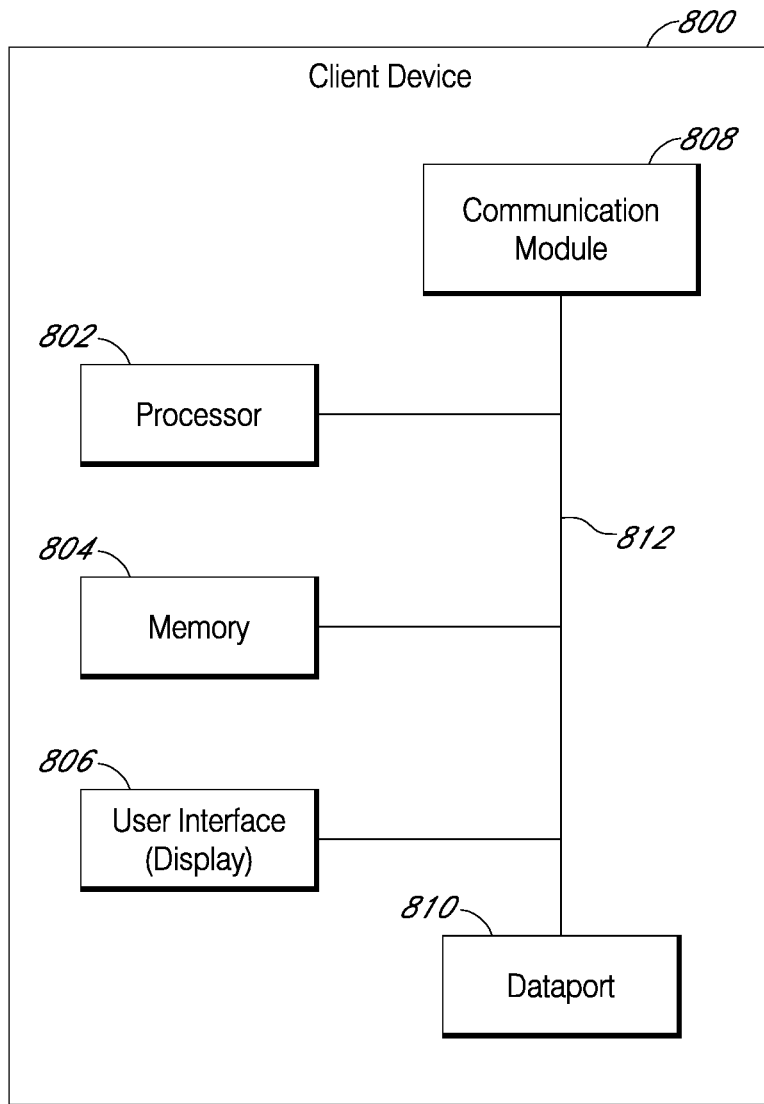 800
Client Device
808
Communication
Module
802
Processor
812
804
Memory
806
User Interface
(Display)
810
Dataport